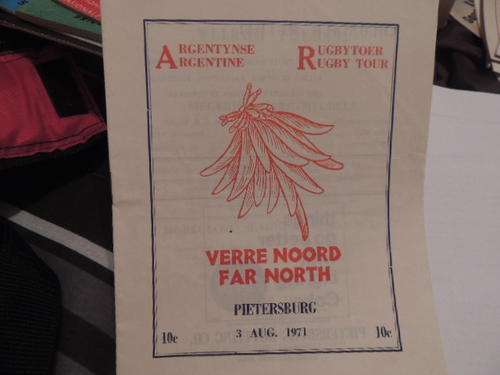 ARGENTYNSE RUGBYTOER
ARGENTINE RUGBY TOUR
VERRE NOORD
FAR NORTH
PIETERSBURG
10c 3 AUG. 1971 10c